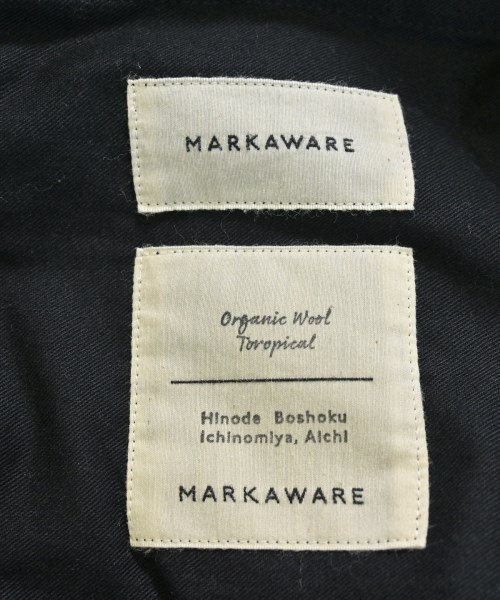 MARKAWARE
Organic Wool
Toropical
Hinode Boshoku
Ichinomiya, Aichi
MARKAWARE